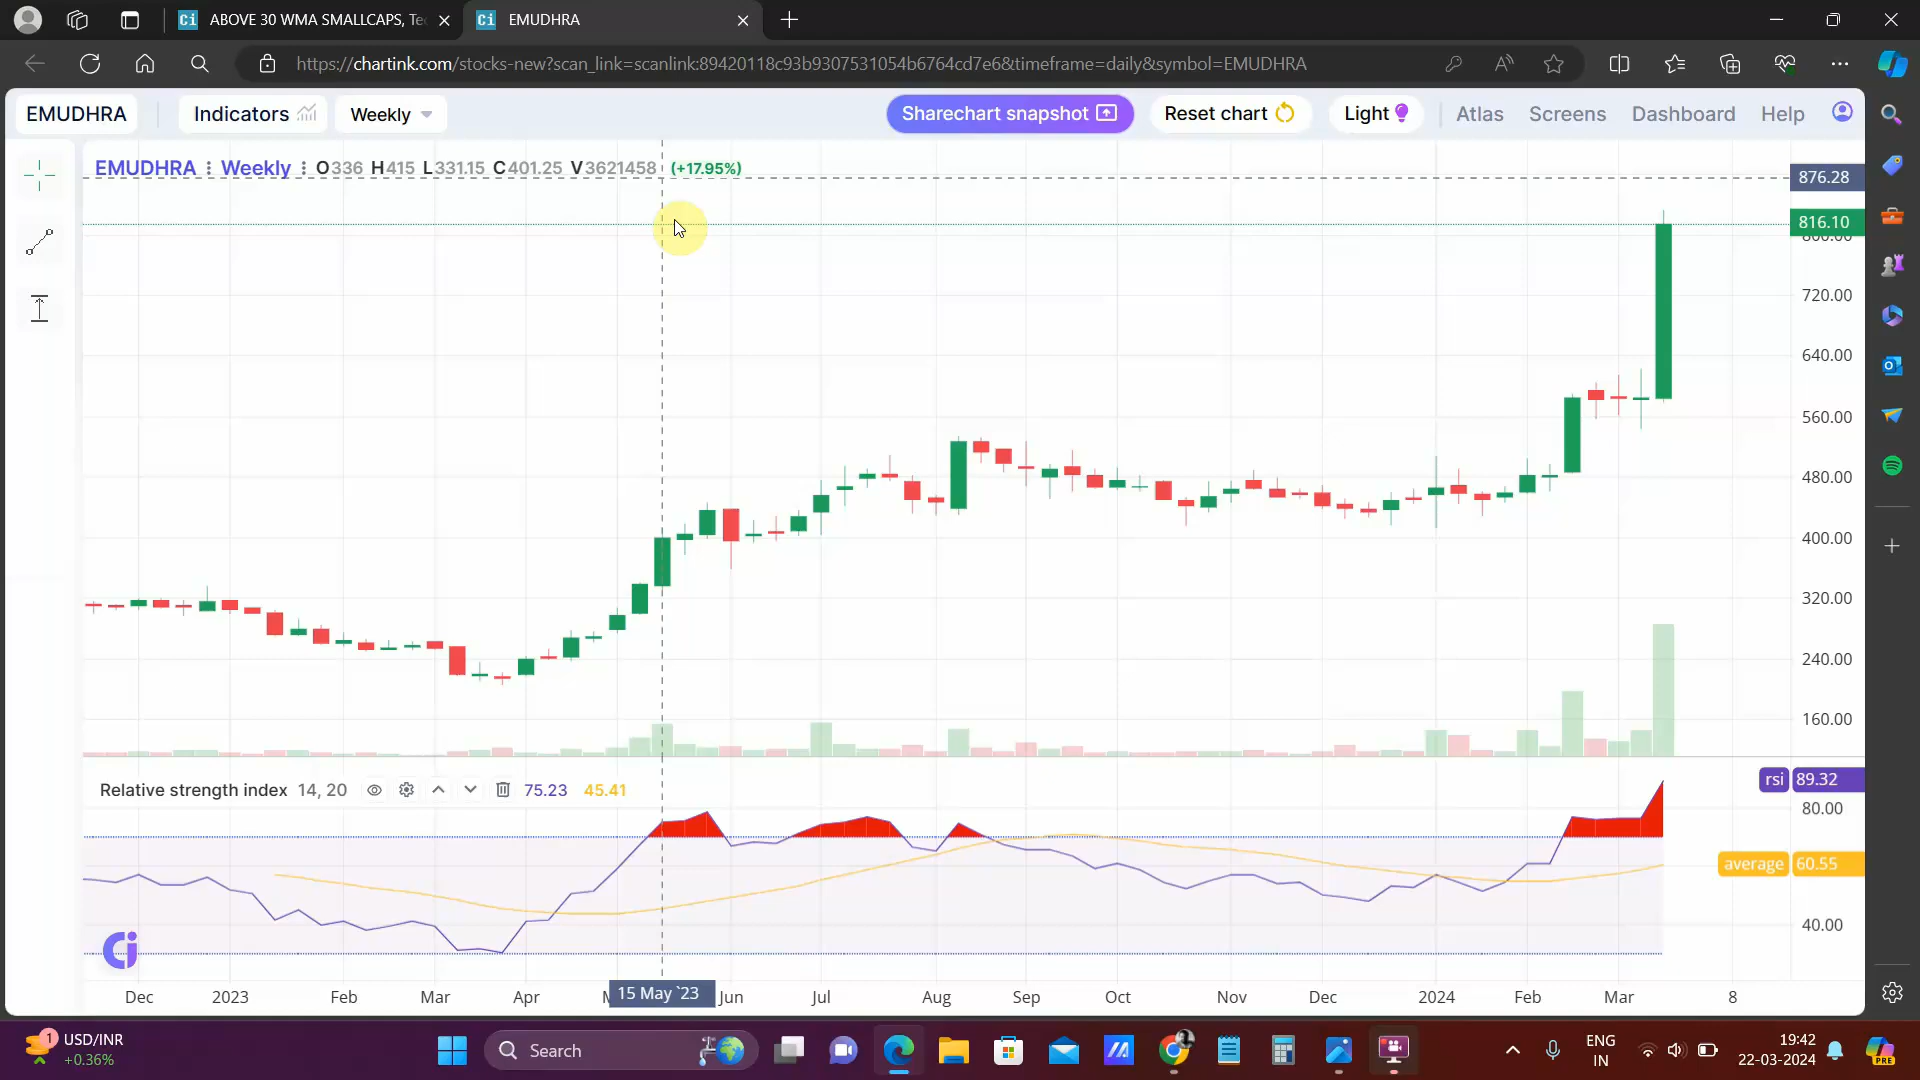 ABOVE 30 WMA SMALLCAPS, Te
EMUDHRA
https://chartink.com/stocks-new?scan_link=scanlink:89420118c93b9307531054b6764cd7e6&timeframe=daily&symbol=EMUDHRA
EMUDHRA Indicators Weekly Sharechart snapshot Reset chart Light Atlas Screens Dashboard Help
EMUDHRA Weekly O336 H415 L331.15 C401.25 V3621458 (+17.95%)
876.28
816.10
800.00
720.00
640.00
560.00
480.00
400.00
320.00
240.00
160.00
Relative strength index 14, 20 75.23 45.41
rsi 89.32
80.00
average 60.55
40.00
Dec 2023 Feb Mar Apr 15 May `23 Jun Jul Aug Sep Oct Nov Dec 2024 Feb Mar 8
1 USD/INR
+0.36%
Search
ENG
IN
19:42
22-03-2024
PRE